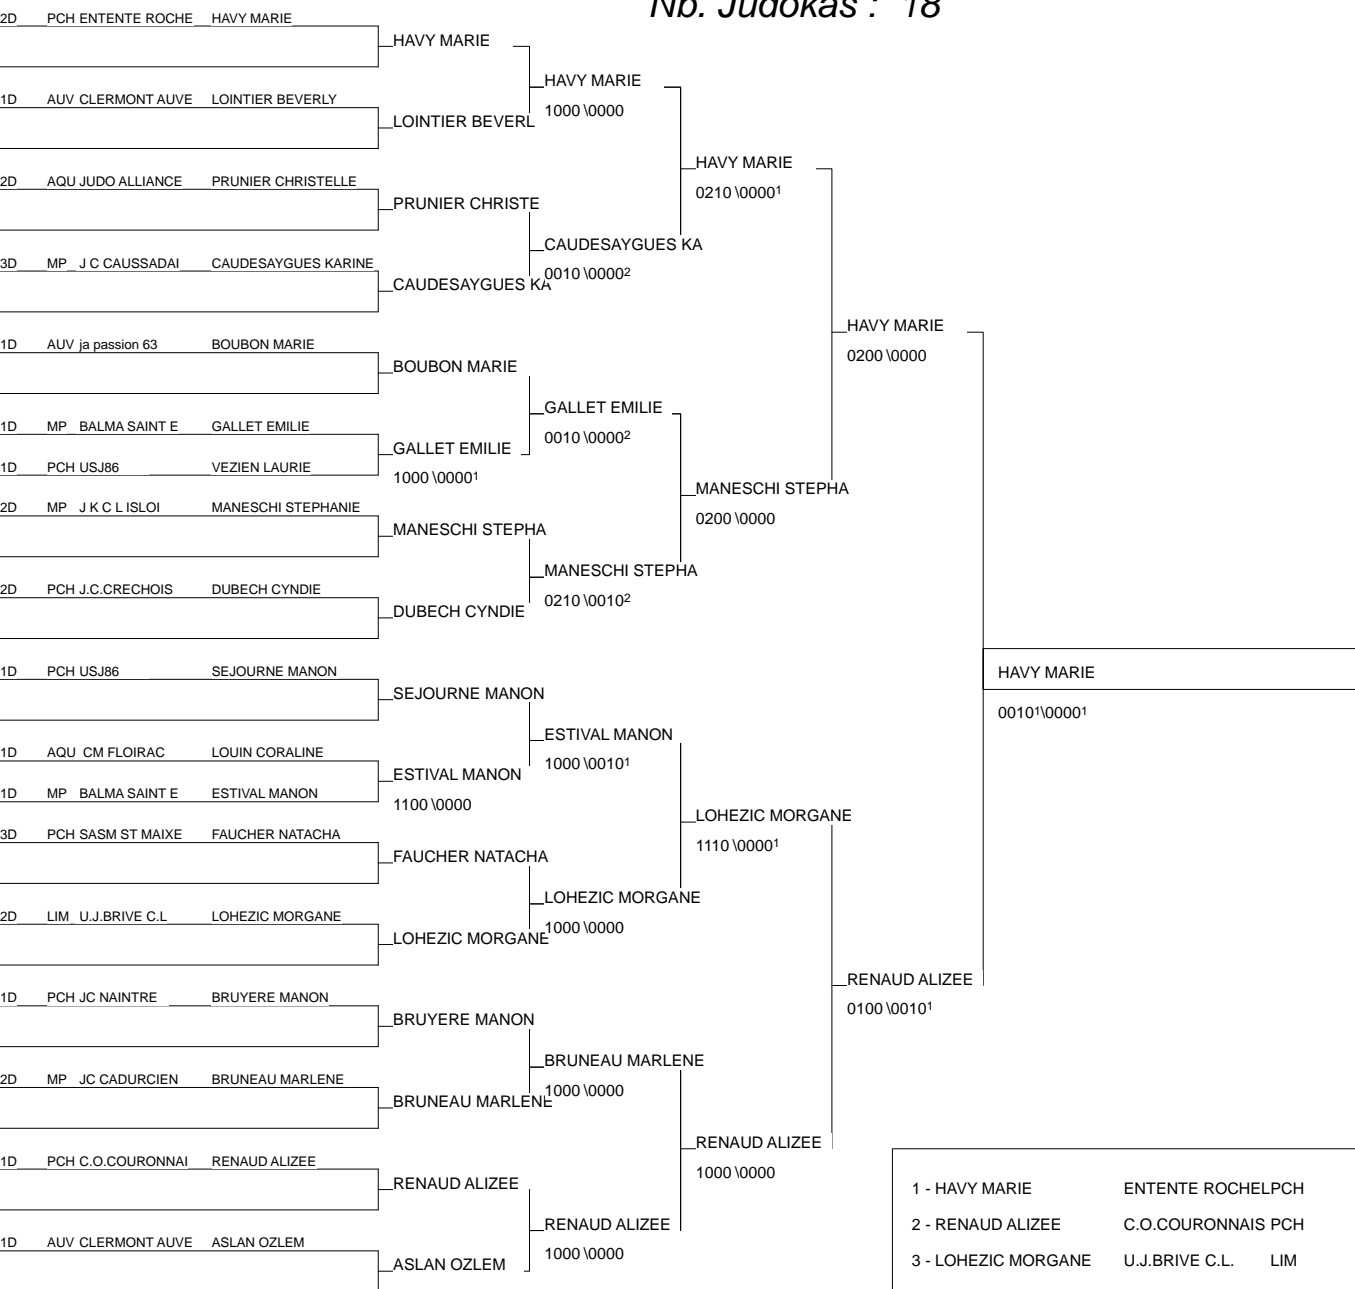 Nb. Judokas : 18
2D PCH ENTENTE ROCHE HAVY MARIE
HAVY MARIE
HAVY MARIE
1000 \0000
1D AUV CLERMONT AUVE LOINTIER BEVERLY
LOINTIER BEVERL
HAVY MARIE
0210 \0000¹
2D AQU JUDO ALLIANCE PRUNIER CHRISTELLE
PRUNIER CHRISTE
CAUDESAYGUES KA
0010 \0000²
3D MP J C CAUSSADAI CAUDESAYGUES KARINE
CAUDESAYGUES KA
HAVY MARIE
0200 \0000
1D AUV ja passion 63 BOUBON MARIE
BOUBON MARIE
GALLET EMILIE
0010 \0000²
1D MP BALMA SAINT E GALLET EMILIE
GALLET EMILIE
1000 \0000¹
1D PCH USJ86 VEZIEN LAURIE
MANESCHI STEPHA
0200 \0000
2D MP J K C L ISLOI MANESCHI STEPHANIE
MANESCHI STEPHA
MANESCHI STEPHA
0210 \0010²
2D PCH J.C.CRECHOIS DUBECH CYNDIE
DUBECH CYNDIE
1D PCH USJ86 SEJOURNE MANON
HAVY MARIE
0010¹\0000¹
SEJOURNE MANON
ESTIVAL MANON
1000 \0010¹
1D AQU CM FLOIRAC LOUIN CORALINE
ESTIVAL MANON
1100 \0000
1D MP BALMA SAINT E ESTIVAL MANON
LOHEZIC MORGANE
1110 \0000¹
3D PCH SASM ST MAIXE FAUCHER NATACHA
FAUCHER NATACHA
LOHEZIC MORGANE
1000 \0000
2D LIM U.J.BRIVE C.L LOHEZIC MORGANE
LOHEZIC MORGANE
RENAUD ALIZEE
0100 \0010¹
1D PCH JC NAINTRE BRUYERE MANON
BRUYERE MANON
BRUNEAU MARLENE
1000 \0000
2D MP JC CADURCIEN BRUNEAU MARLENE
BRUNEAU MARLENE
RENAUD ALIZEE
1000 \0000
1D PCH C.O.COURONNAI RENAUD ALIZEE
RENAUD ALIZEE
RENAUD ALIZEE
1000 \0000
1D AUV CLERMONT AUVE ASLAN OZLEM
ASLAN OZLEM
1 - HAVY MARIE ENTENTE ROCHELPCH
2 - RENAUD ALIZEE C.O.COURONNAIS PCH
3 - LOHEZIC MORGANE U.J.BRIVE C.L. LIM